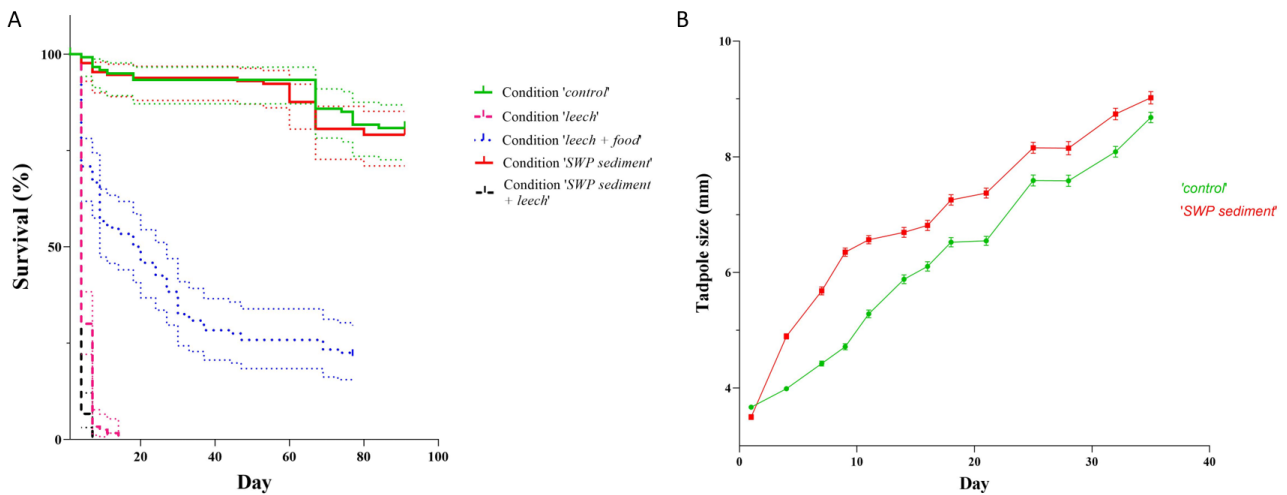 A
100
50
0
Survival (%)
20
40
60
80
100
Day
Condition 'control'
Condition 'leech'
Condition 'leech + food'
Condition 'SWP sediment'
Condition 'SWP sediment
+ leech'
B
10
8
6
4
Tadpole size (mm)
0
10
20
30
40
Day
'control'
'SWP sediment'